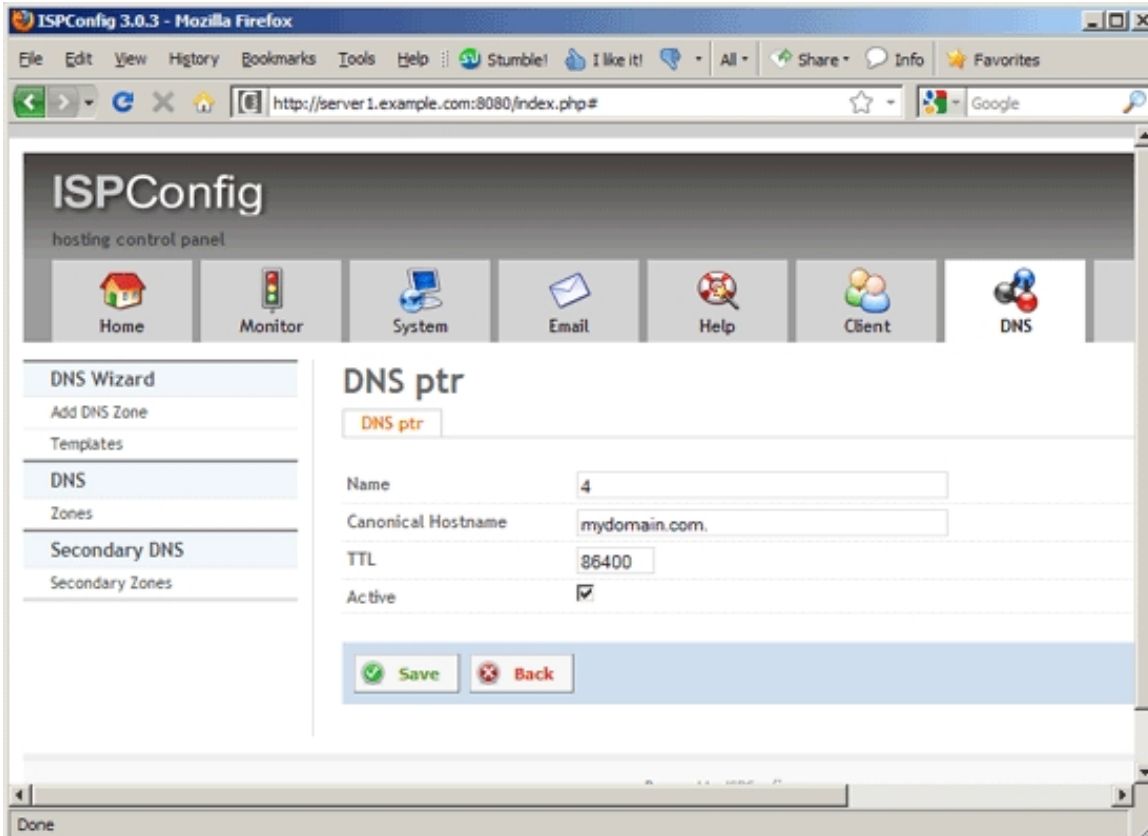 ISPConfig 3.0.3 - Mozilla Firefox
File Edit View History Bookmarks Tools Help Stumble! I like it! All Share Info Favorites
http://server1.example.com:8080/index.php# Google
ISPConfig
hosting control panel
Home Monitor System Email Help Client DNS
DNS Wizard
Add DNS Zone
Templates
DNS
Zones
Secondary DNS
Secondary Zones
DNS ptr
DNS ptr
Name 4
Canonical Hostname mydomain.com.
TTL 86400
Active
Save Back
Done